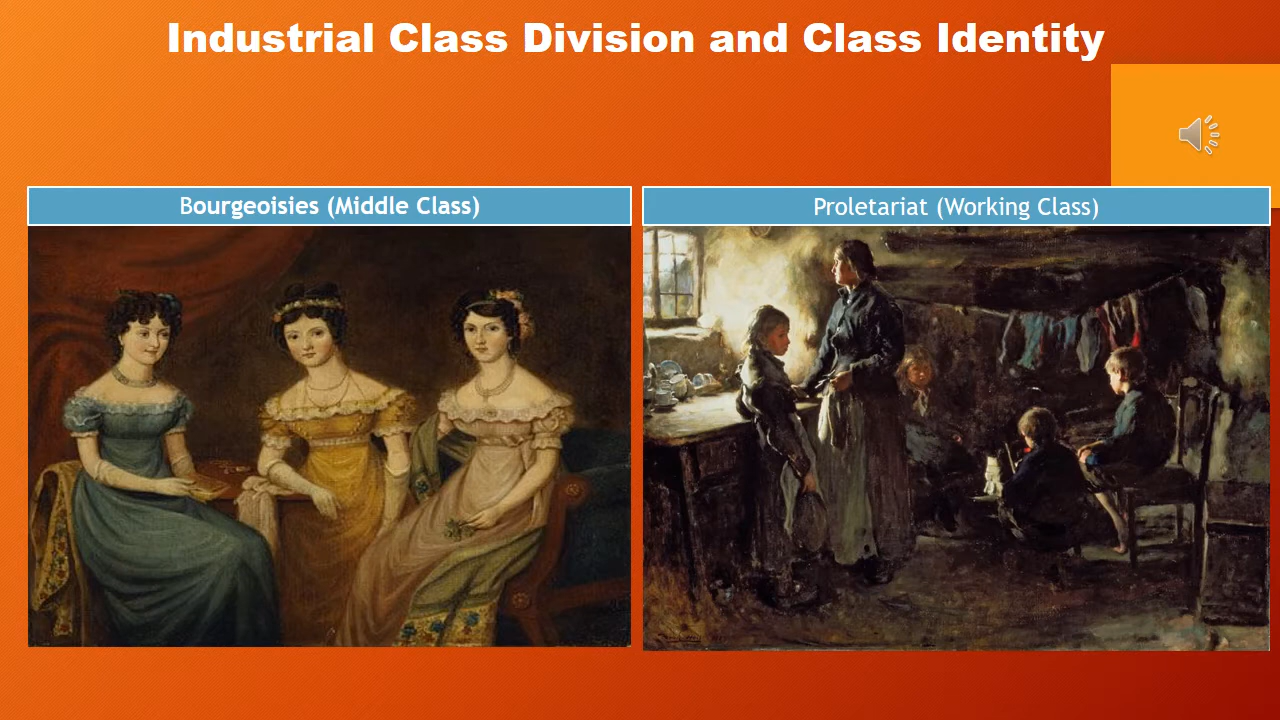 Industrial Class Division and Class Identity
Bourgeoisies (Middle Class)
Proletariat (Working Class)